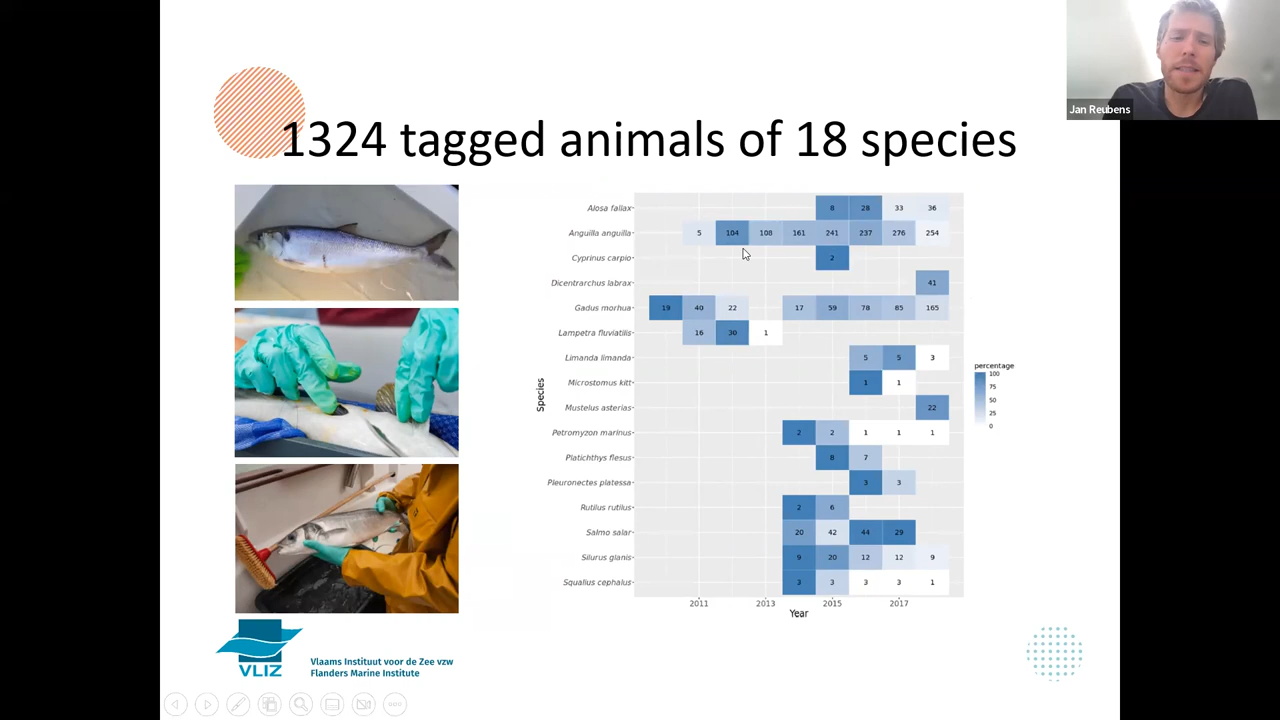 Jan Reubens
1324 tagged animals of 18 species
Species
Alosa fallax 8 28 33 36
Anguilla anguilla 5 104 108 161 241 237 276 254
Cyprinus carpio 2
Dicentrarchus labrax 41
Gadus morhua 19 40 22 17 59 78 85 165
Lampetra fluviatilis 16 30 1
Limanda limanda 5 5 3
Microstomus kitt 1 1
Mustelus asterias 22
Petromyzon marinus 2 2 1 1 1
Platichthys flesus 8 7
Pleuronectes platessa 3 3
Rutilus rutilus 2 6
Salmo salar 20 42 44 29
Silurus glanis 9 20 12 12 9
Squalius cephalus 3 3 3 3 1
2011 2013 2015 2017
Year
percentage
100
75
50
25
0
VLIZ
Vlaams Instituut voor de Zee vzw
Flanders Marine Institute